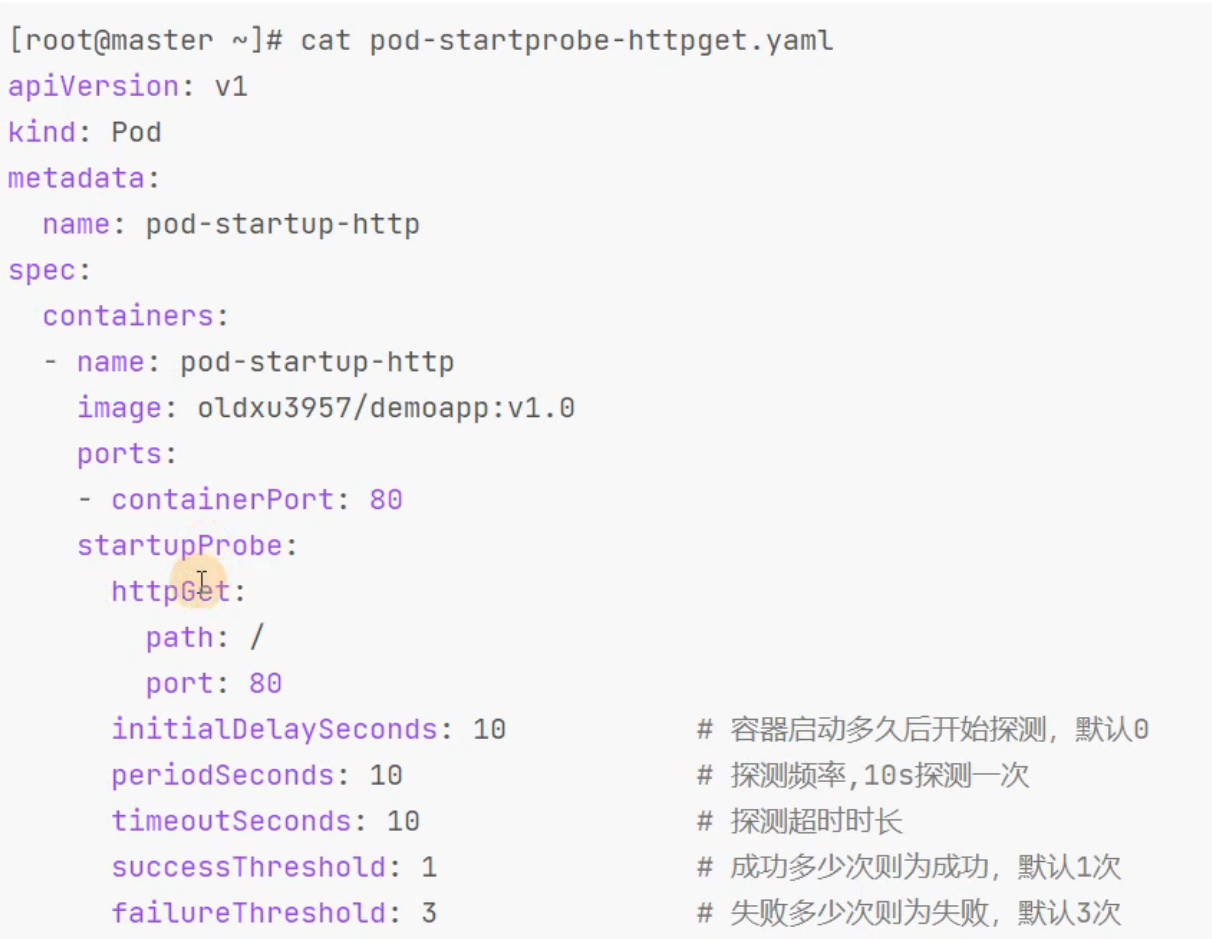 [root@master ~]# cat pod-startprobe-httpget.yaml
apiVersion: v1
kind: Pod
metadata:
  name: pod-startup-http
spec:
  containers:
  - name: pod-startup-http
    image: oldxu3957/demoapp:v1.0
    ports:
    - containerPort: 80
    startupProbe:
      httpGet:
        path: /
        port: 80
      initialDelaySeconds: 10           # 容器启动多久后开始探测，默认0
      periodSeconds: 10                 # 探测频率,10s探测一次
      timeoutSeconds: 10                # 探测超时时长
      successThreshold: 1               # 成功多少次则为成功，默认1次
      failureThreshold: 3               # 失败多少次则为失败，默认3次